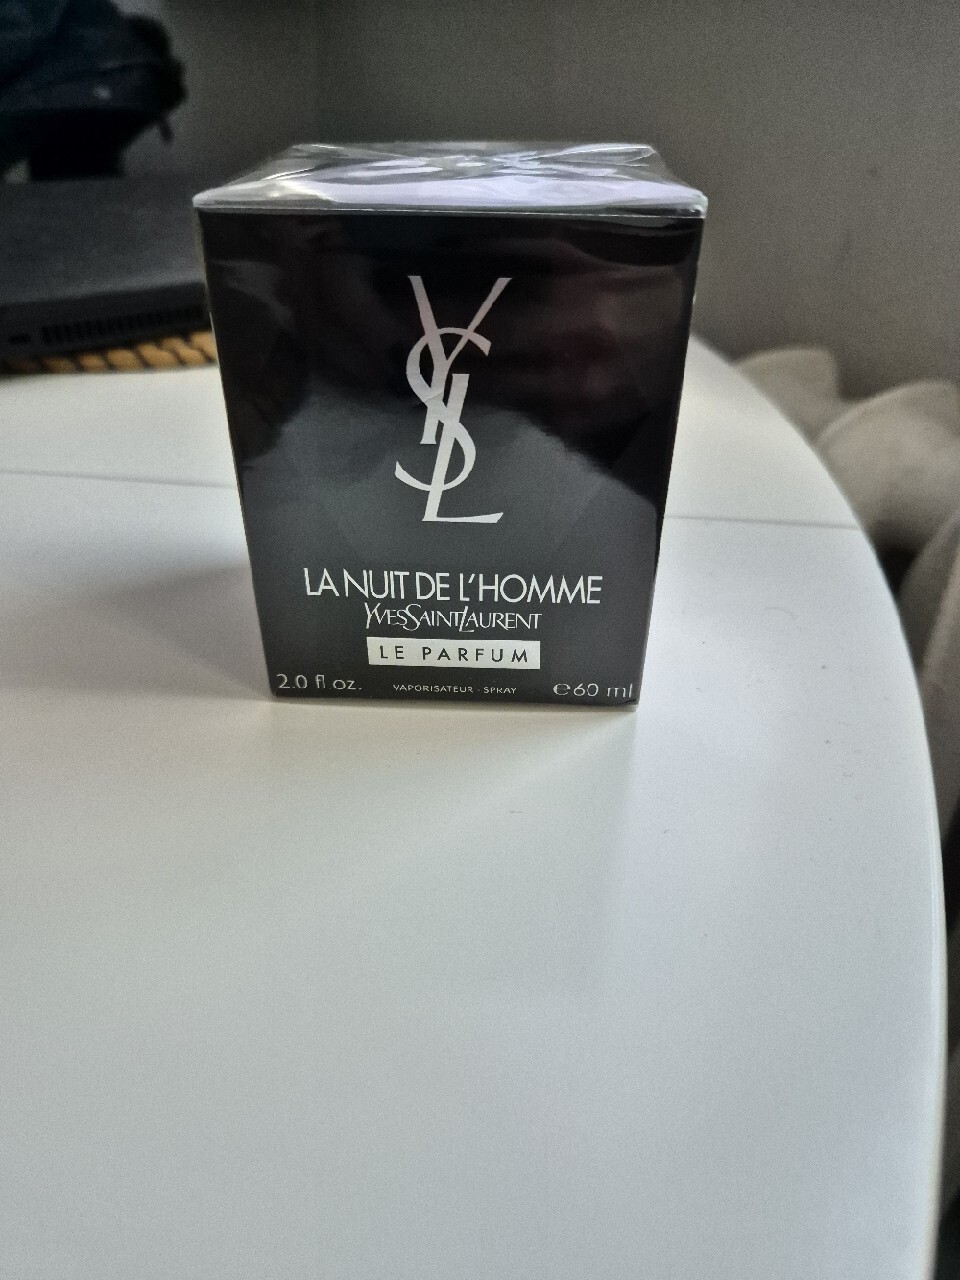 YSL
LA NUIT DE L'HOMME
YVESSAINTLAURENT
LE PARFUM
2.0 fl oz. VAPORISATEUR - SPRAY ℮60 ml